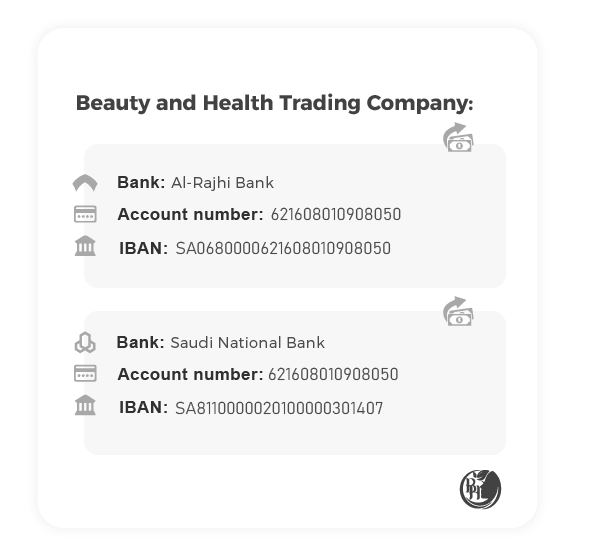 Beauty and Health Trading Company:
Bank: Al-Rajhi Bank
Account number: 621608010908050
IBAN: SA0680000621608010908050
Bank: Saudi National Bank
Account number: 621608010908050
IBAN: SA8110000020100000301407